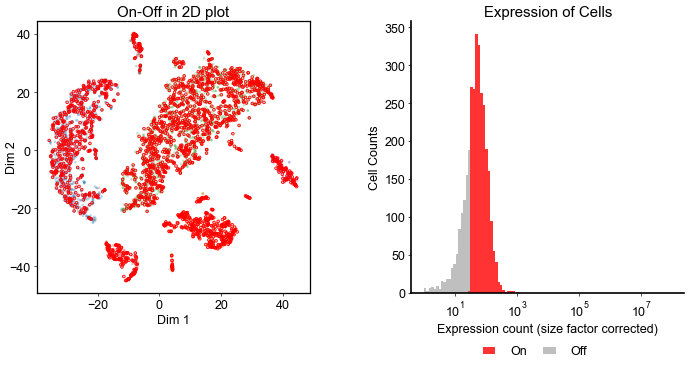 On-Off in 2D plot
40
20
0
−20
−40
Dim 2
−20
0
20
40
Dim 1
Expression of Cells
350
300
250
200
150
100
50
0
Cell Counts
10^1
10^3
10^5
10^7
Expression count (size factor corrected)
On
Off